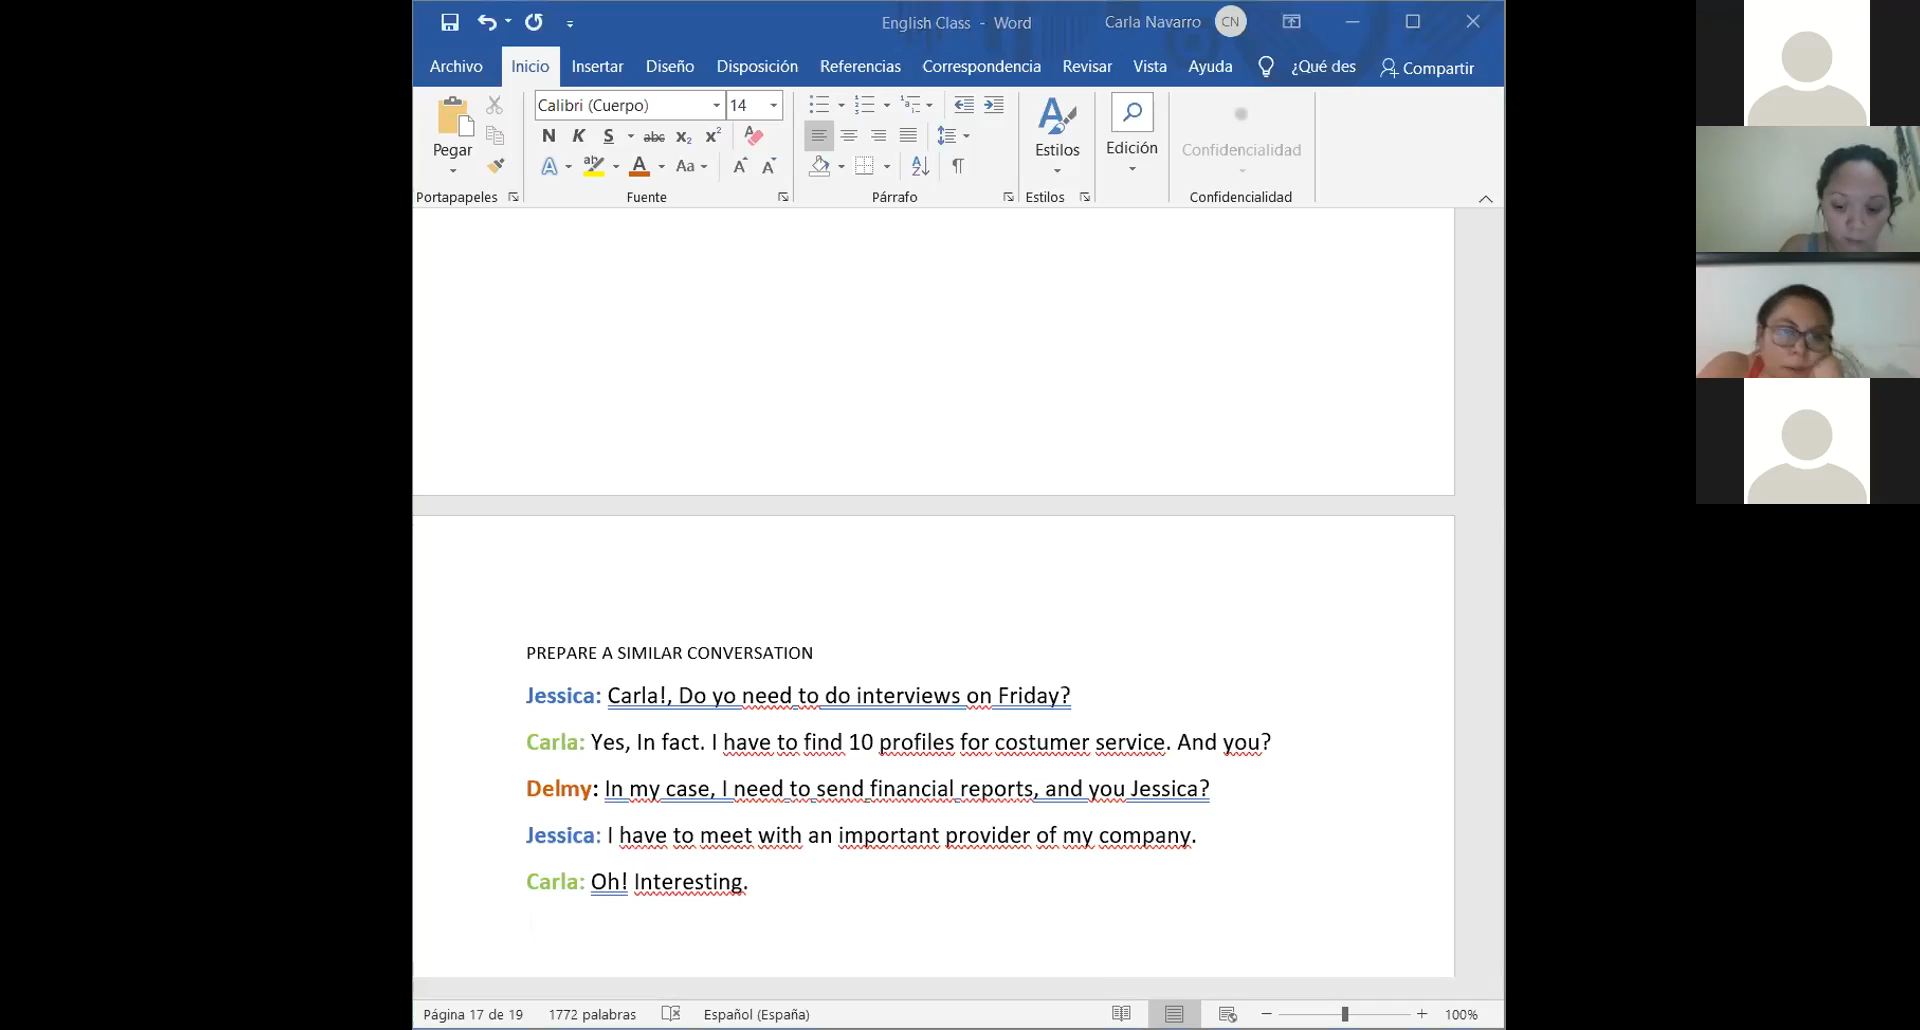 English Class - Word
Carla Navarro CN
Archivo Inicio Insertar Diseño Disposición Referencias Correspondencia Revisar Vista Ayuda ¿Qué des Compartir
Calibri (Cuerpo) 14
N K S abc x₂ x²
Aa
Pegar
Estilos
Edición
Confidencialidad
Portapapeles Fuente Párrafo Estilos Confidencialidad
PREPARE A SIMILAR CONVERSATION
Jessica: Carla!, Do yo need to do interviews on Friday?
Carla: Yes, In fact. I have to find 10 profiles for costumer service. And you?
Delmy: In my case, I need to send financial reports, and you Jessica?
Jessica: I have to meet with an important provider of my company.
Carla: Oh! Interesting.
Página 17 de 19 1772 palabras Español (España) 100%